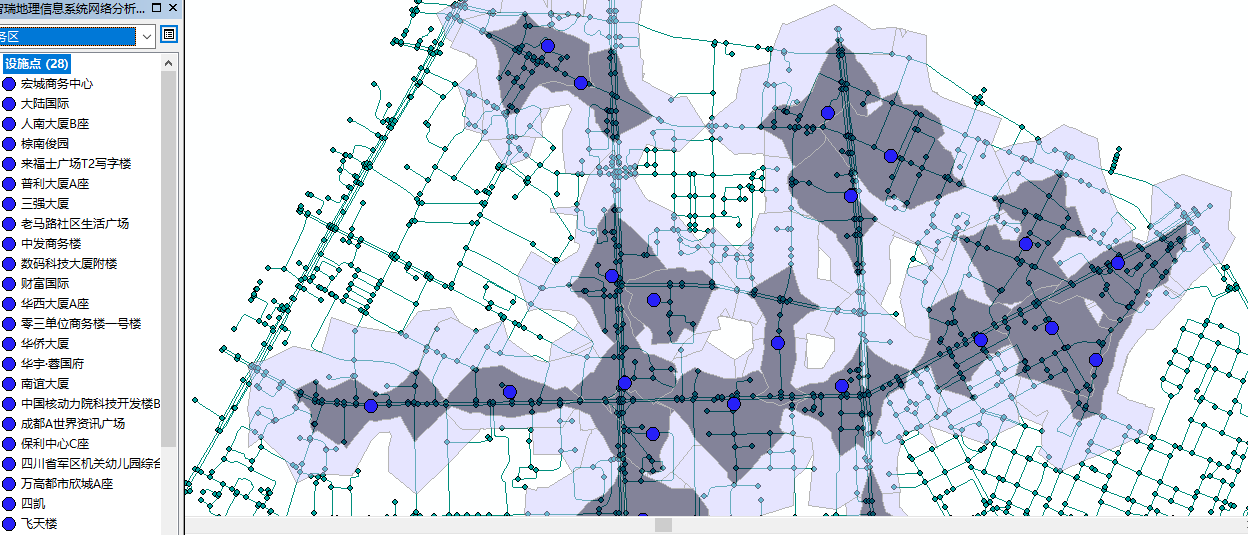 智瑞地理信息系统网络分析...
务区
设施点 (28)
宏城商务中心
大陆国际
人南大厦B座
棕南俊园
来福士广场T2写字楼
普利大厦A座
三强大厦
老马路社区生活广场
中发商务楼
数码科技大厦附楼
财富国际
华西大厦A座
零三单位商务楼一号楼
华侨大厦
华宇·蓉国府
南谊大厦
中国核动力院科技开发楼B
成都A世界资讯广场
保利中心C座
四川省军区机关幼儿园综合
万高都市欣城A座
四凯
飞天楼